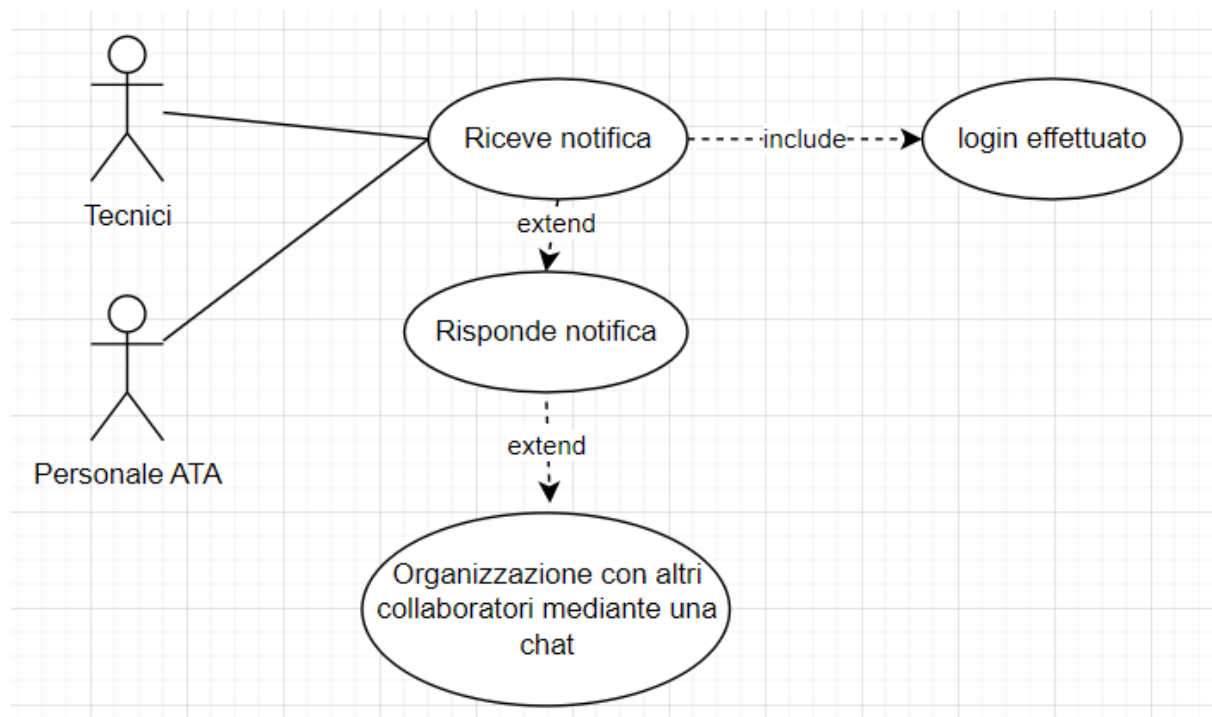 Riceve notifica
include
login effettuato
Tecnici
extend
Risponde notifica
extend
Personale ATA
Organizzazione con altri
collaboratori mediante una
chat